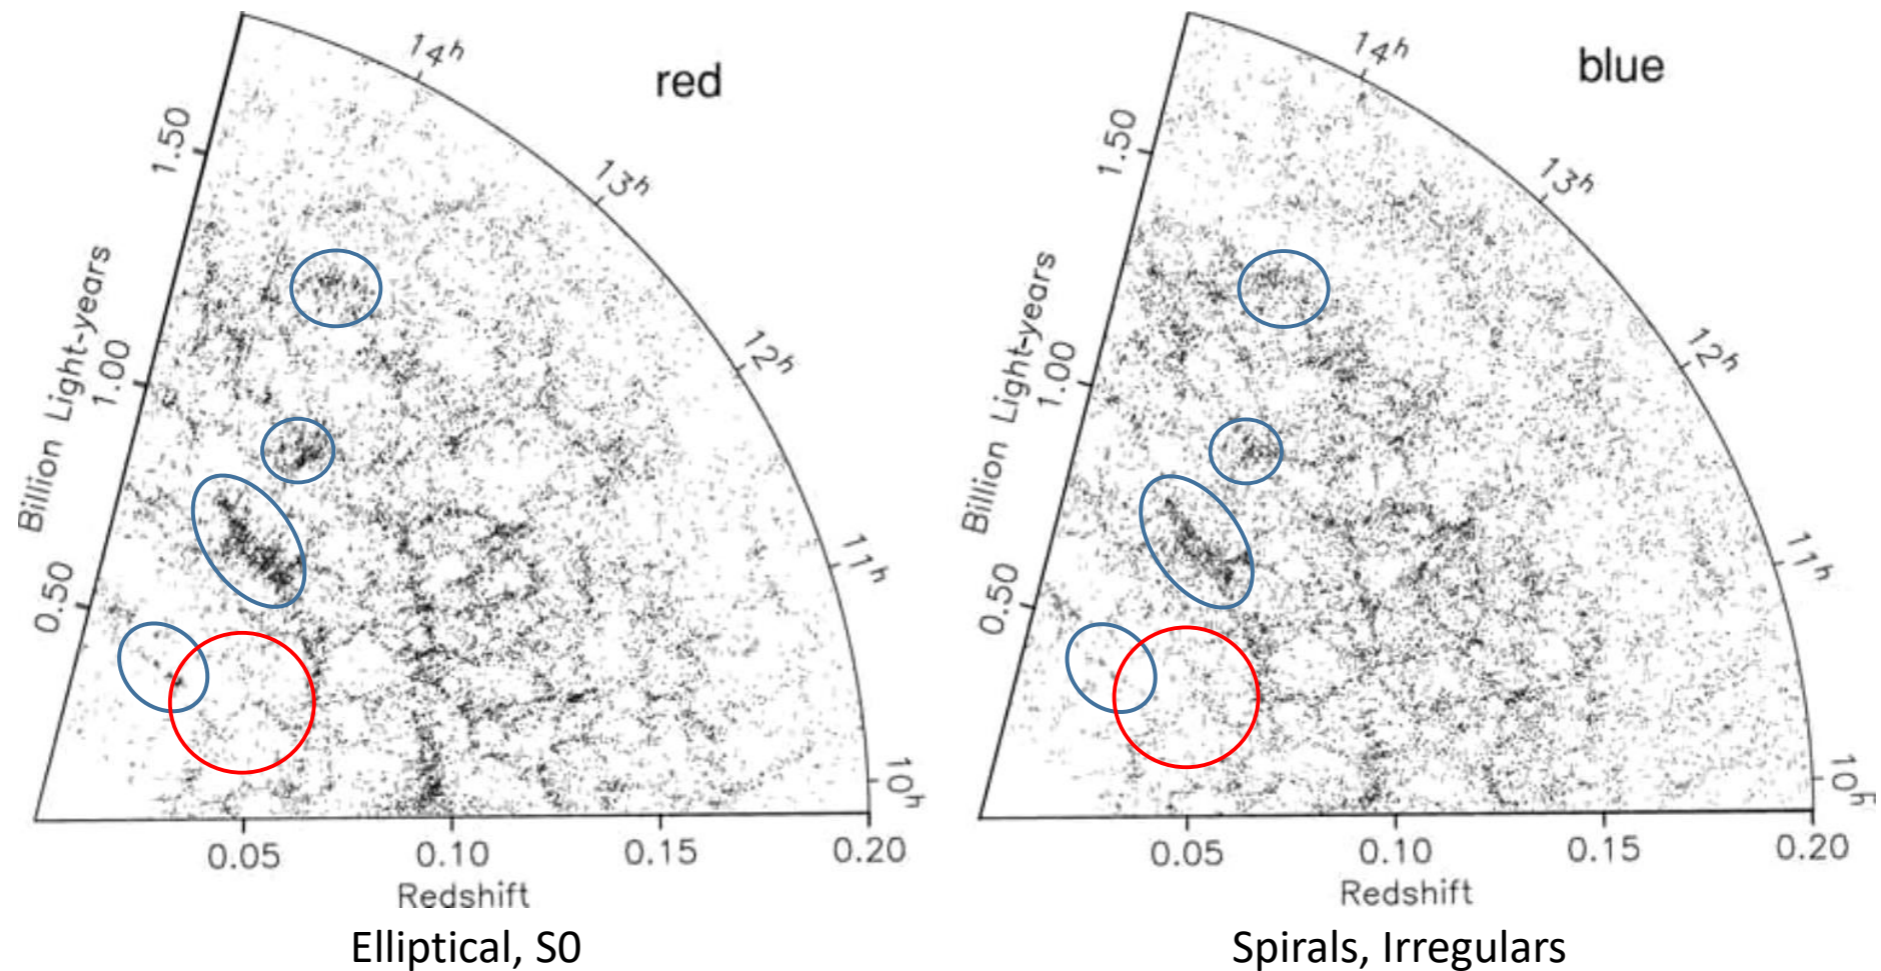 red
14h
13h
12h
11h
10h
1.50
1.00
0.50
Billion Light-years
0.05 0.10 0.15 0.20
Redshift
Elliptical, S0
blue
14h
13h
12h
11h
10h
1.50
1.00
0.50
Billion Light-years
0.05 0.10 0.15 0.20
Redshift
Spirals, Irregulars